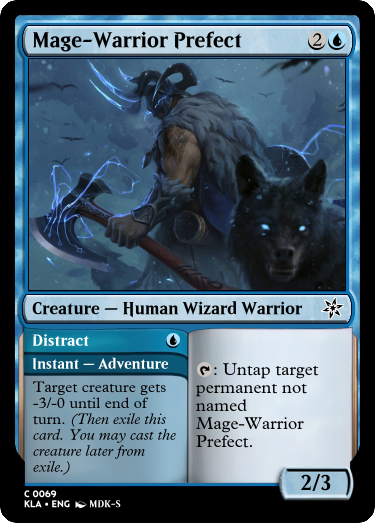 Mage-Warrior Prefect 2
Creature — Human Wizard Warrior
Distract
Instant — Adventure
Target creature gets
-3/-0 until end of
turn. (Then exile this
card. You may cast the
creature later from
exile.)
: Untap target
permanent not
named
Mage-Warrior
Prefect.
2/3
C 0069
KLA • ENG MDK-S